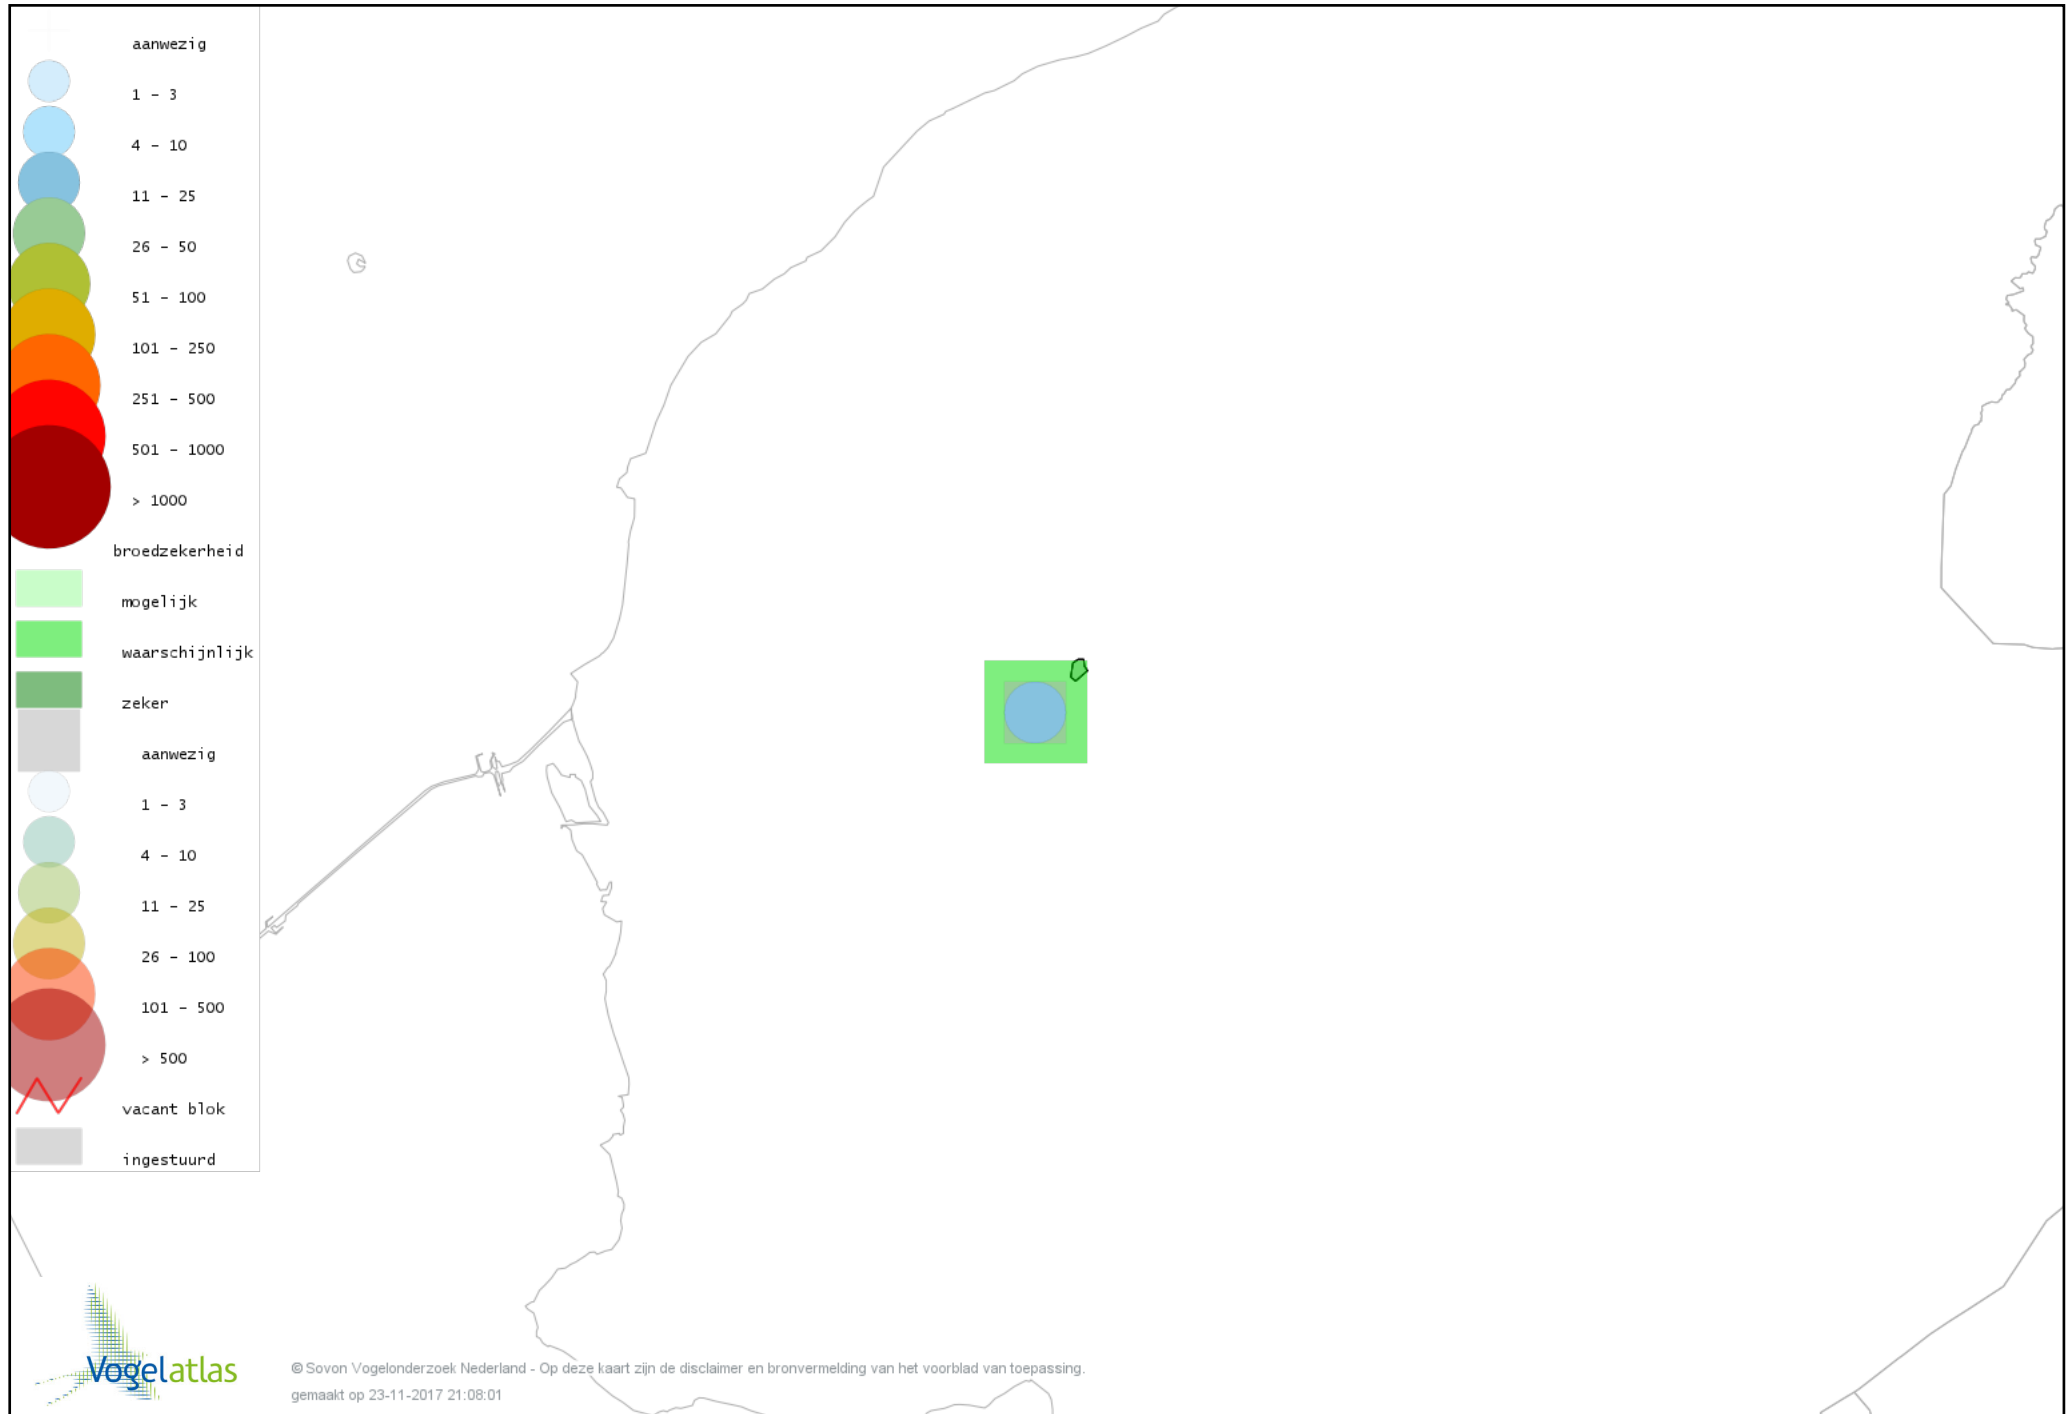 aanwezig
1 - 3
4 - 10
11 - 25
26 - 50
51 - 100
101 - 250
251 - 500
501 - 1000
> 1000
broedzekerheid
mogelijk
waarschijnlijk
zeker
aanwezig
1 - 3
4 - 10
11 - 25
26 - 100
101 - 500
> 500
vacant blok
ingestuurd
Vogelatlas
© Sovon Vogelonderzoek Nederland - Op deze kaart zijn de disclaimer en bronvermelding van het voorblad van toepassing.
gemaakt op 23-11-2017 21:08:01